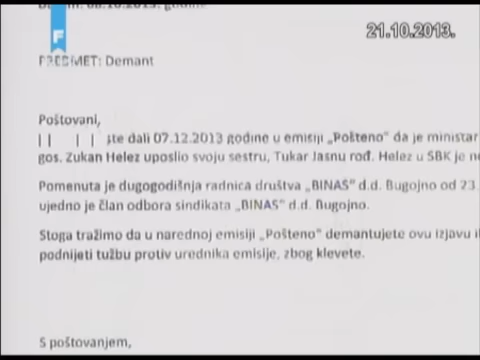 21.10.2013.
F
PREDMET: Demant
Poštovani,
ste dali 07.12.2013 godine u emisiji „Pošteno" da je ministar
gos. Zukan Helez uposlio svoju sestru, Tukar Jasnu rođ. Helez u SBK je
Pomenuta je dugogodišnja radnica društva „BINAS" d.d. Bugojno od 23.
ujedno je član odbora sindikata „BINAS" d.d. Bugojno.
Stoga tražimo da u narednoj emisiji „Pošteno" demantujete ovu izjavu
podnijeti tužbu protiv urednika emisije, zbog klevete.
S poštovanjem,